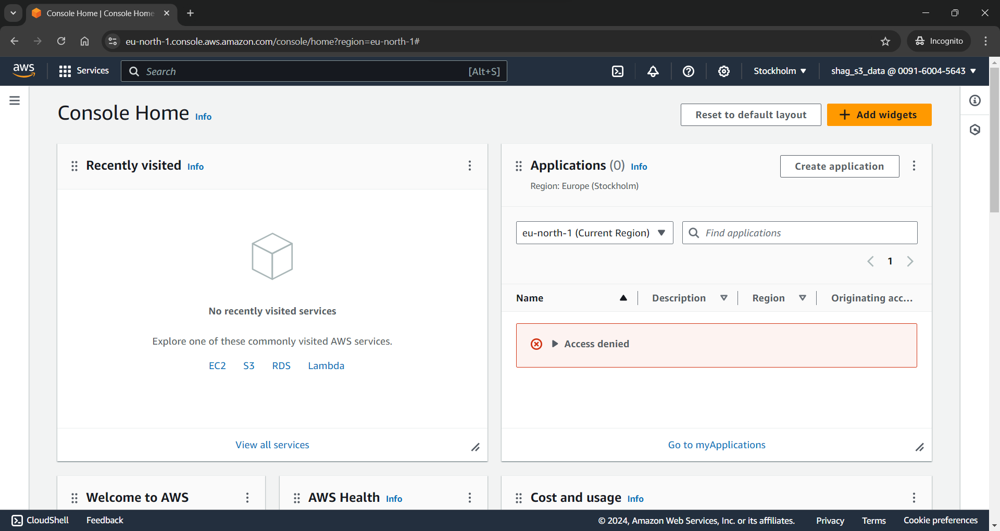 Console Home | Console Home
eu-north-1.console.aws.amazon.com/console/home?region=eu-north-1#
Incognito
aws
Services
Search
[Alt+S]
Stockholm
shag_s3_data @ 0091-6004-5643
Console Home Info
Reset to default layout
Add widgets
Recently visited Info
No recently visited services
Explore one of these commonly visited AWS services.
EC2 S3 RDS Lambda
View all services
Applications (0) Info
Region: Europe (Stockholm)
Create application
eu-north-1 (Current Region)
Find applications
1
Name Description Region Originating acc...
Access denied
Go to myApplications
Welcome to AWS
AWS Health Info
Cost and usage Info
CloudShell Feedback
© 2024, Amazon Web Services, Inc. or its affiliates. Privacy Terms Cookie preferences